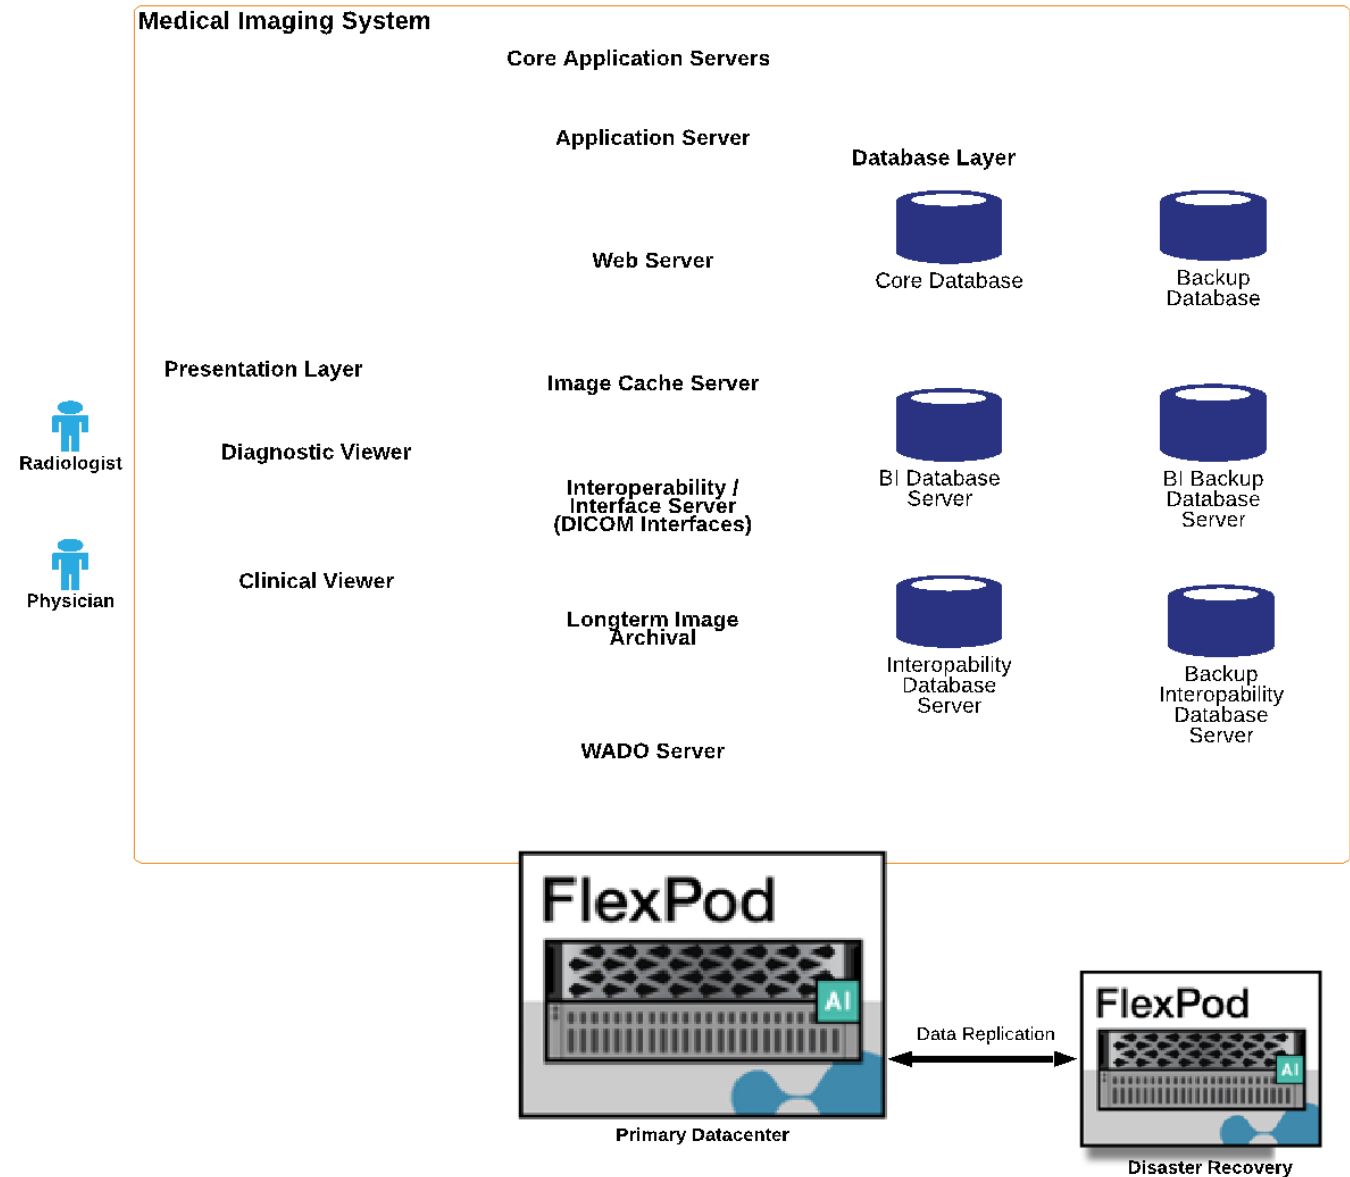 Medical Imaging System
Core Application Servers
Application Server
Database Layer
Web Server
Core Database
Backup
Database
Presentation Layer
Image Cache Server
Radiologist
Diagnostic Viewer
Interoperability /
Interface Server
(DICOM Interfaces)
BI Database
Server
BI Backup
Database
Server
Physician
Clinical Viewer
Longterm Image
Archival
Interopability
Database
Server
Backup
Interopability
Database
Server
WADO Server
FlexPod
AI
Primary Datacenter
Data Replication
FlexPod
AI
Disaster Recovery